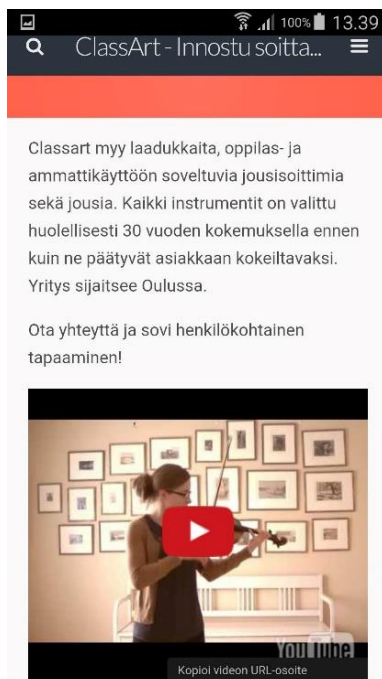 100% 13.39
ClassArt - Innostu soitta...
Classart myy laadukkaita, oppilas- ja
ammattikäyttöön soveltuvia jousisoittimia
sekä jousia. Kaikki instrumentit on valittu
huolellisesti 30 vuoden kokemuksella ennen
kuin ne päätyvät asiakkaan kokeiltavaksi.
Yritys sijaitsee Oulussa.
Ota yhteyttä ja sovi henkilökohtainen
tapaaminen!
YouTube
Kopioi videon URL-osoite